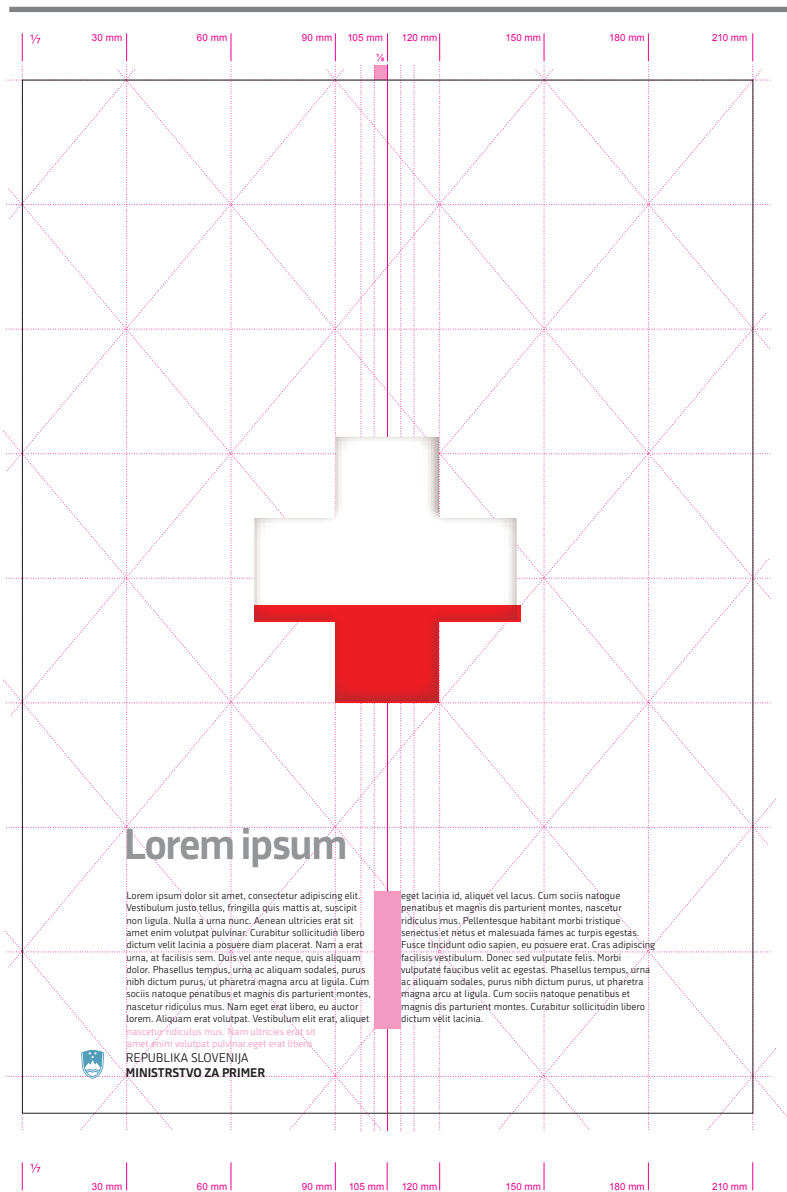 ⅐ 30 mm 60 mm 90 mm 105 mm 120 mm 150 mm 180 mm 210 mm
⅛
Lorem ipsum
Lorem ipsum dolor sit amet, consectetur adipiscing elit.
Vestibulum justo tellus, fringilla quis mattis at, suscipit
non ligula. Nulla a urna nunc. Aenean ultricies erat sit
amet enim volutpat pulvinar. Curabitur sollicitudin libero
dictum velit lacinia a posuere diam placerat. Nam a erat
urna, at facilisis sem. Duis vel ante neque, quis aliquam
dolor. Phasellus tempus, urna ac aliquam sodales, purus
nibh dictum purus, ut pharetra magna arcu at ligula. Cum
sociis natoque penatibus et magnis dis parturient montes,
nascetur ridiculus mus. Nam eget erat libero, eu auctor
lorem. Aliquam erat volutpat. Vestibulum elit erat, aliquet
nascetur ridiculus mus. Nam ultricies erat sit
amet enim volutpat pulvinar.eget erat libero
eget lacinia id, aliquet vel lacus. Cum sociis natoque
penatibus et magnis dis parturient montes, nascetur
ridiculus mus. Pellentesque habitant morbi tristique
senectus et netus et malesuada fames ac turpis egestas.
Fusce tincidunt odio sapien, eu posuere erat. Cras adipiscing
facilisis vestibulum. Donec sed vulputate felis. Morbi
vulputate faucibus velit ac egestas. Phasellus tempus, urna
ac aliquam sodales, purus nibh dictum purus, ut pharetra
magna arcu at ligula. Cum sociis natoque penatibus et
magnis dis parturient montes. Curabitur sollicitudin libero
dictum velit lacinia.
REPUBLIKA SLOVENIJA
MINISTRSTVO ZA PRIMER
⅐ 30 mm 60 mm 90 mm 105 mm 120 mm 150 mm 180 mm 210 mm